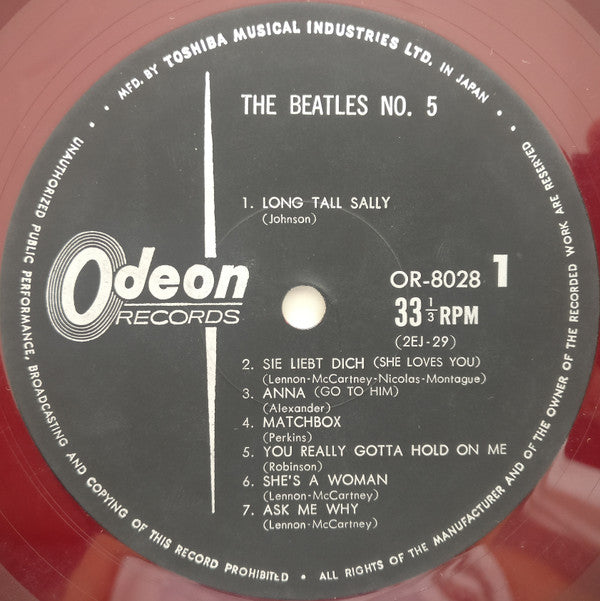 MFD. BY TOSHIBA MUSICAL INDUSTRIES LTD. IN JAPAN
THE BEATLES NO. 5
1. LONG TALL SALLY
(Johnson)
Odeon
RECORDS
OR-8028 1
33 1/3 RPM
(2EJ-29)
2. SIE LIEBT DICH (SHE LOVES YOU)
(Lennon-McCartney-Nicolas-Montague)
3. ANNA (GO TO HIM)
(Alexander)
4. MATCHBOX
(Perkins)
5. YOU REALLY GOTTA HOLD ON ME
(Robinson)
6. SHE'S A WOMAN
(Lennon-McCartney)
7. ASK ME WHY
(Lennon-McCartney)
UNAUTHORIZED PUBLIC PERFORMANCE, BROADCASTING AND COPYING OF THIS RECORD PROHIBITED • ALL RIGHTS OF THE MANUFACTURER AND OF THE OWNER OF THE RECORDED WORK ARE RESERVED